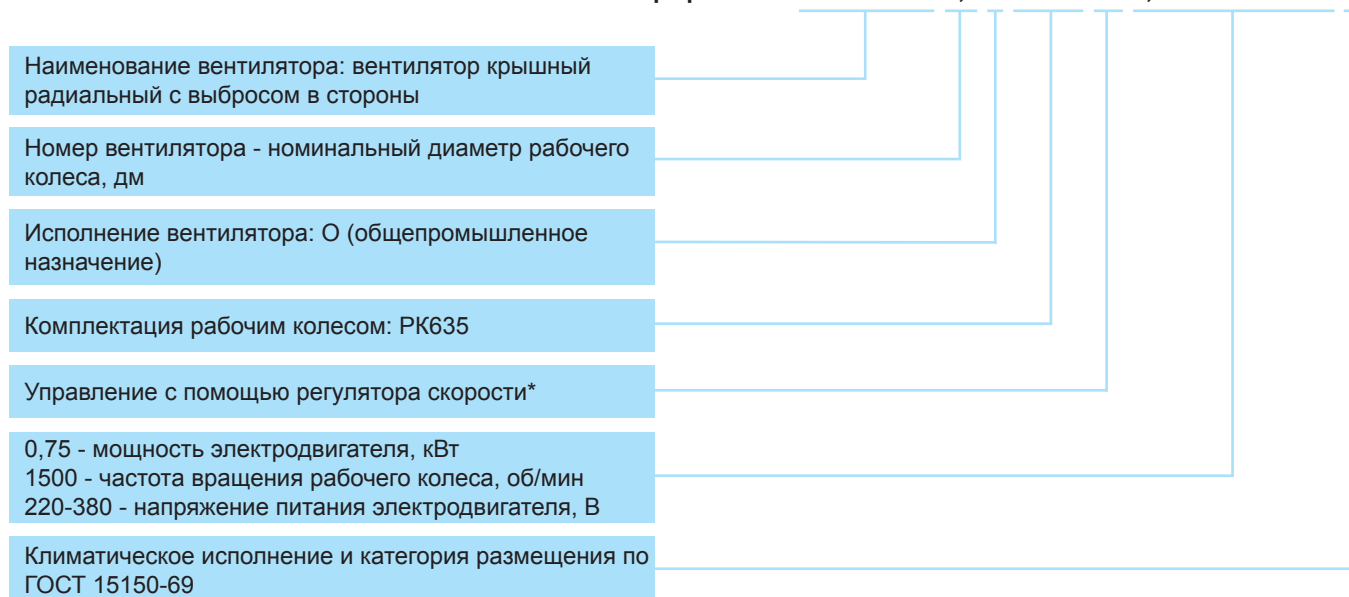 Наименование вентилятора: вентилятор крышный
радиальный с выбросом в стороны
Номер вентилятора - номинальный диаметр рабочего
колеса, дм
Исполнение вентилятора: О (общепромышленное
назначение)
Комплектация рабочим колесом: РК635
Управление с помощью регулятора скорости*
0,75 - мощность электродвигателя, кВт
1500 - частота вращения рабочего колеса, об/мин
220-380 - напряжение питания электродвигателя, В
Климатическое исполнение и категория размещения по
ГОСТ 15150-69